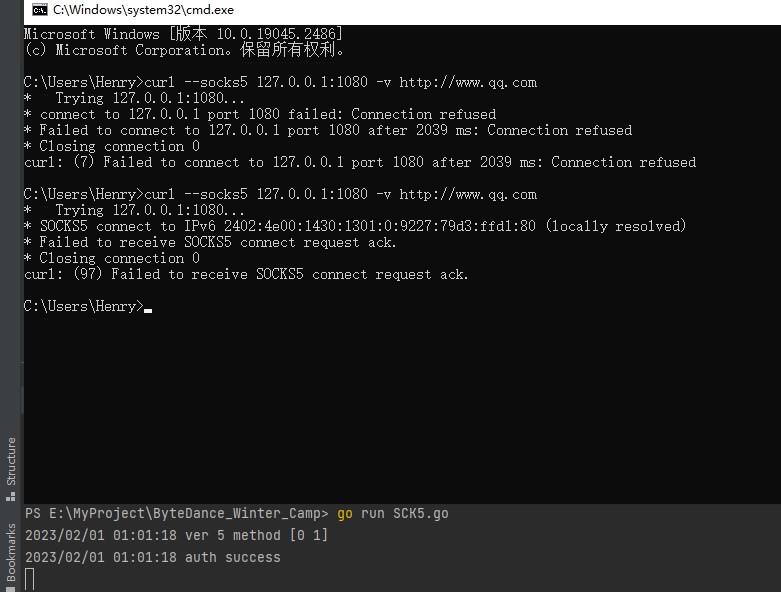 C:\Windows\system32\cmd.exe
Microsoft Windows [版本 10.0.19045.2486]
(c) Microsoft Corporation。保留所有权利。
C:\Users\Henry>curl --socks5 127.0.0.1:1080 -v http://www.qq.com
*   Trying 127.0.0.1:1080...
* connect to 127.0.0.1 port 1080 failed: Connection refused
* Failed to connect to 127.0.0.1 port 1080 after 2039 ms: Connection refused
* Closing connection 0
curl: (7) Failed to connect to 127.0.0.1 port 1080 after 2039 ms: Connection refused
C:\Users\Henry>curl --socks5 127.0.0.1:1080 -v http://www.qq.com
*   Trying 127.0.0.1:1080...
* SOCKS5 connect to IPv6 2402:4e00:1430:1301:0:9227:79d3:ffd1:80 (locally resolved)
* Failed to receive SOCKS5 connect request ack.
* Closing connection 0
curl: (97) Failed to receive SOCKS5 connect request ack.
C:\Users\Henry>
Structure
Bookmarks
PS E:\MyProject\ByteDance_Winter_Camp> go run SCK5.go
2023/02/01 01:01:18 ver 5 method [0 1]
2023/02/01 01:01:18 auth success